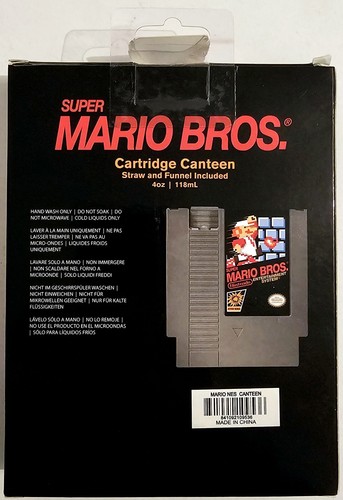 SUPER
MARIO BROS.®
Cartridge Canteen
Straw and Funnel Included
4oz | 118mL
HAND WASH ONLY | DO NOT SOAK | DO
NOT MICROWAVE | COLD LIQUIDS ONLY
LAVER À LA MAIN UNIQUEMENT | NE PAS
LAISSER TREMPER | NE VA PAS AU
MICRO-ONDES | LIQUIDES FROIDS
UNIQUEMENT
LAVARE SOLO A MANO | NON IMMERGERE
| NON SCALDARE NEL FORNO A
MICROONDE | SOLO LIQUIDI FREDDI
NICHT IM GESCHIRRSPÜLER WASCHEN |
NICHT EINWEICHEN | NICHT FÜR
MIKROWELLEN GEEIGNET | NUR FÜR KALTE
FLÜSSIGKEITEN
LÁVELO SÓLO A MANO | NO LO REMOJE |
NO USE EL PRODUCTO EN EL MICROONDAS
| SÓLO PARA LÍQUIDOS FRÍOS
SUPER
MARIO BROS.
Nintendo ENTERTAINMENT
SYSTEM
MARIO NES CANTEEN
841092109536
MADE IN CHINA